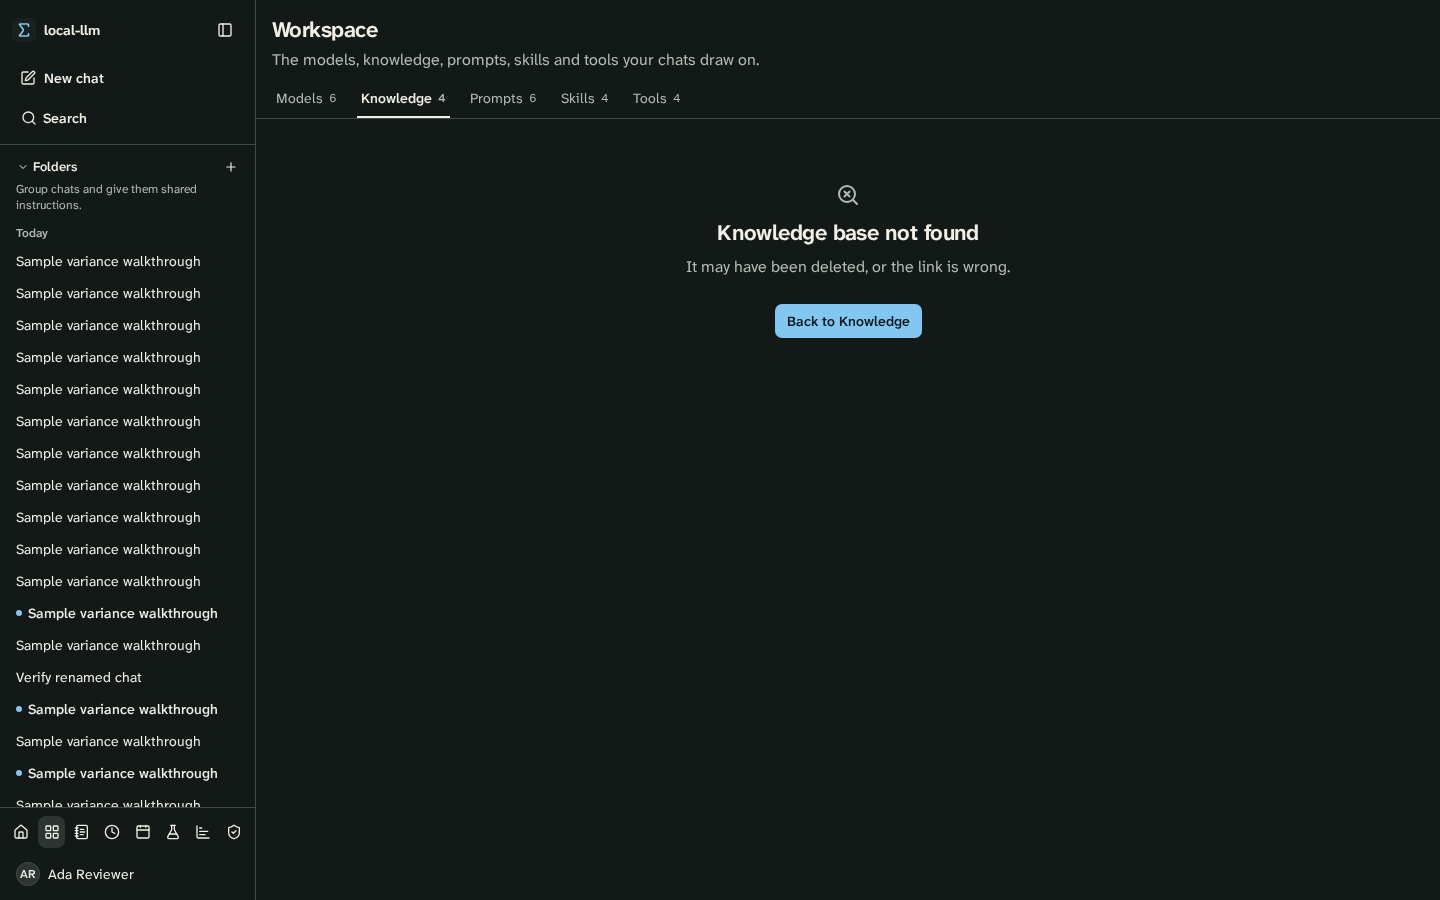 local-llm
New chat
Search
Folders
Group chats and give them shared
instructions.
Today
Sample variance walkthrough
Sample variance walkthrough
Sample variance walkthrough
Sample variance walkthrough
Sample variance walkthrough
Sample variance walkthrough
Sample variance walkthrough
Sample variance walkthrough
Sample variance walkthrough
Sample variance walkthrough
Sample variance walkthrough
Sample variance walkthrough
Sample variance walkthrough
Verify renamed chat
Sample variance walkthrough
Sample variance walkthrough
Sample variance walkthrough
Sample variance walkthrough
AR Ada Reviewer
Workspace
The models, knowledge, prompts, skills and tools your chats draw on.
Models 6 Knowledge 4 Prompts 6 Skills 4 Tools 4
Knowledge base not found
It may have been deleted, or the link is wrong.
Back to Knowledge